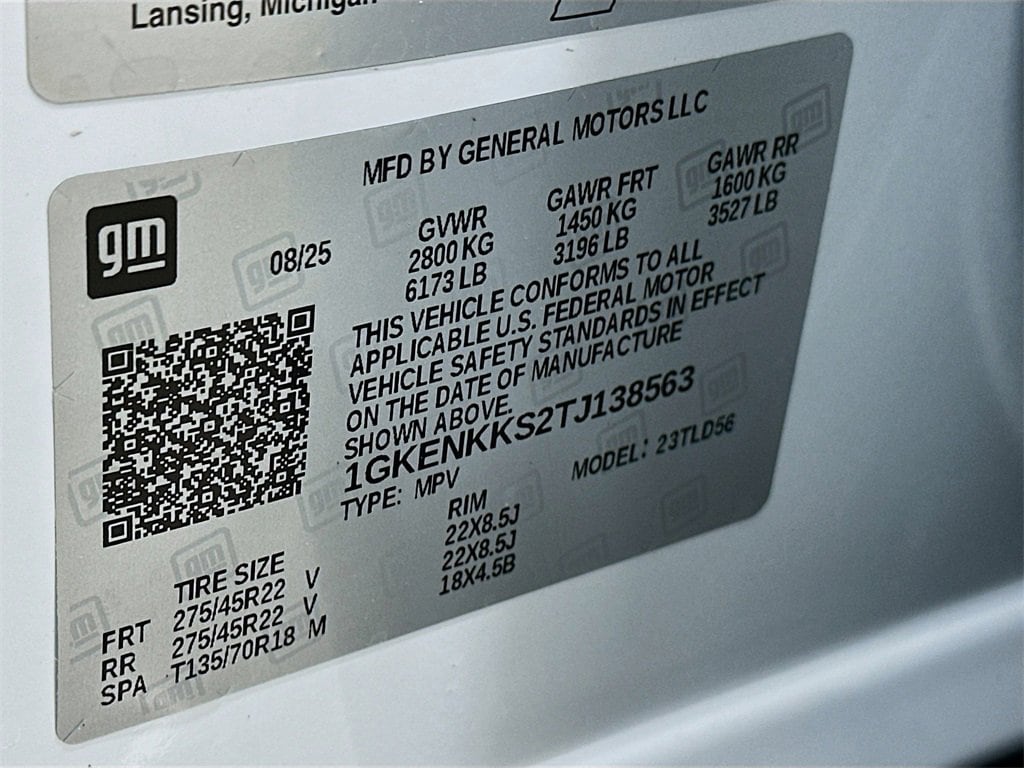 Lansing, Michigan
MFD BY GENERAL MOTORS LLC
gm
08/25
GVWR GAWR FRT GAWR RR
2800 KG 1450 KG 1600 KG
6173 LB 3196 LB 3527 LB
THIS VEHICLE CONFORMS TO ALL
APPLICABLE U.S. FEDERAL MOTOR
VEHICLE SAFETY STANDARDS IN EFFECT
ON THE DATE OF MANUFACTURE
SHOWN ABOVE.
1GKENKKS2TJ138563
TYPE: MPV MODEL: 23TLD56
TIRE SIZE RIM
FRT 275/45R22 V 22X8.5J
RR 275/45R22 V 22X8.5J
SPA T135/70R18 M 18X4.5B